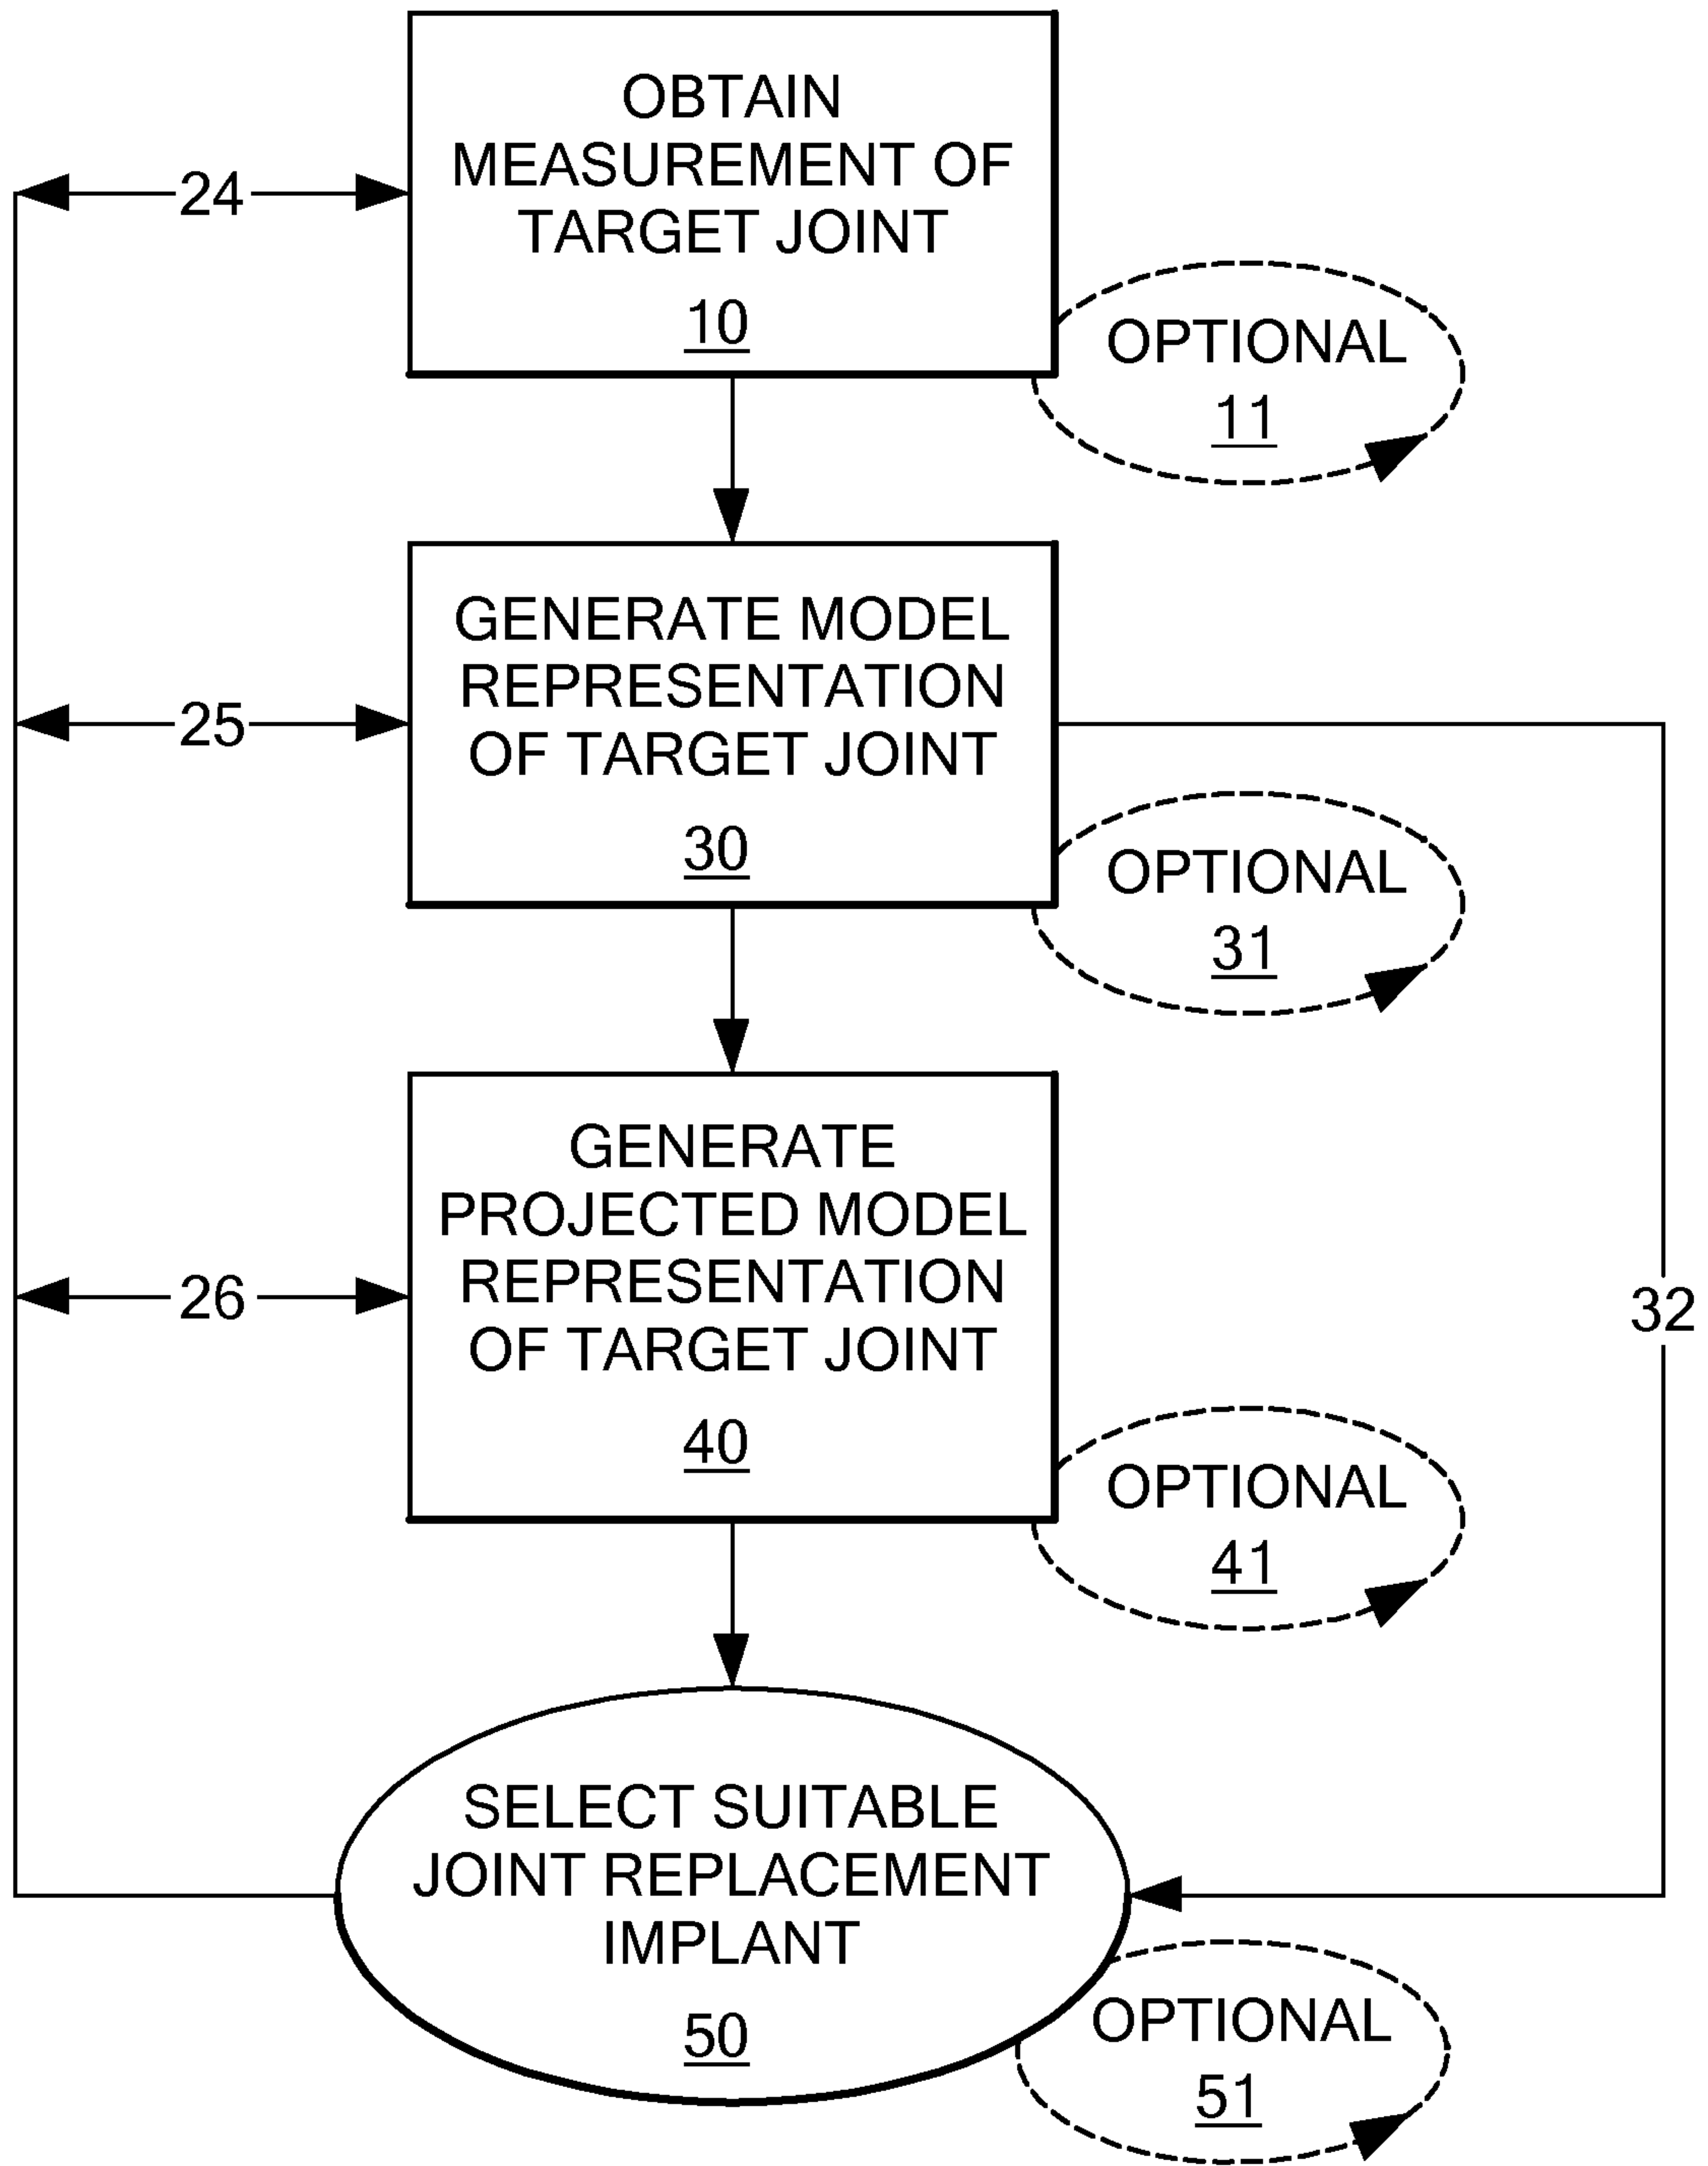 OBTAIN
MEASUREMENT OF
TARGET JOINT
10
24
OPTIONAL
11
GENERATE MODEL
REPRESENTATION
OF TARGET JOINT
30
25
OPTIONAL
31
GENERATE
PROJECTED MODEL
REPRESENTATION
OF TARGET JOINT
40
26
32
OPTIONAL
41
SELECT SUITABLE
JOINT REPLACEMENT
IMPLANT
50
OPTIONAL
51